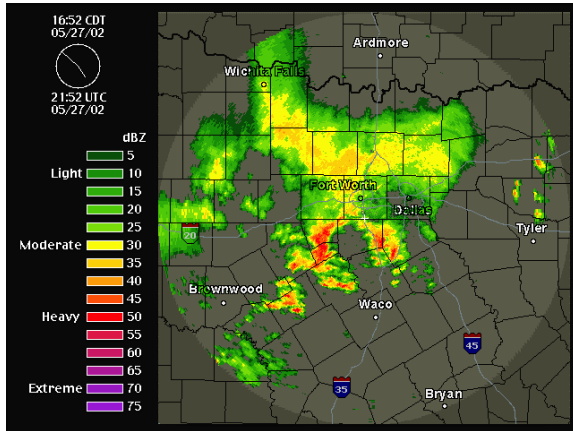 16:52 CDT
05/27/02
21:52 UTC
05/27/02
dBZ
5
Light 10
15
20
25
Moderate 30
35
40
45
Heavy 50
55
60
65
Extreme 70
75
Ardmore
Wichita Falls
Fort Worth
Dallas
20
Tyler
Brownwood
Waco
45
35
Bryan